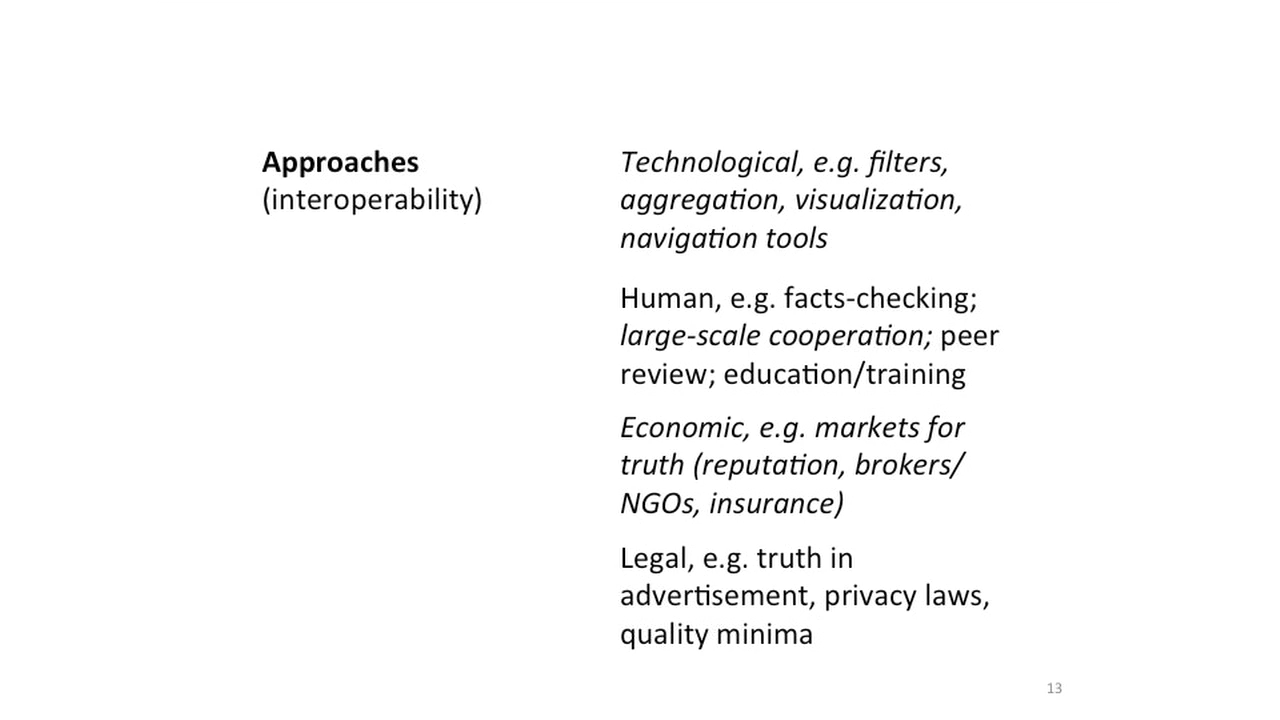 Approaches
(interoperability)
Technological, e.g. filters,
aggregation, visualization,
navigation tools
Human, e.g. facts-checking;
large-scale cooperation; peer
review; education/training
Economic, e.g. markets for
truth (reputation, brokers/
NGOs, insurance)
Legal, e.g. truth in
advertisement, privacy laws,
quality minima
13